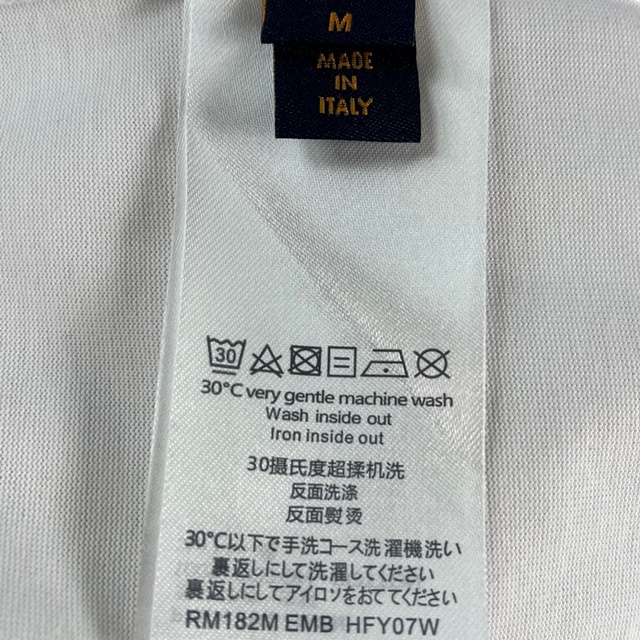 M
MADE
IN
ITALY
30
30°C very gentle machine wash
Wash inside out
Iron inside out
30摄氏度超揉机洗
反面洗涤
反面熨烫
30℃以下で手洗コース洗濯機洗い
裏返しにして洗濯してください
裏返しにしてアイロソをおててください
RM182M EMB HFY07W